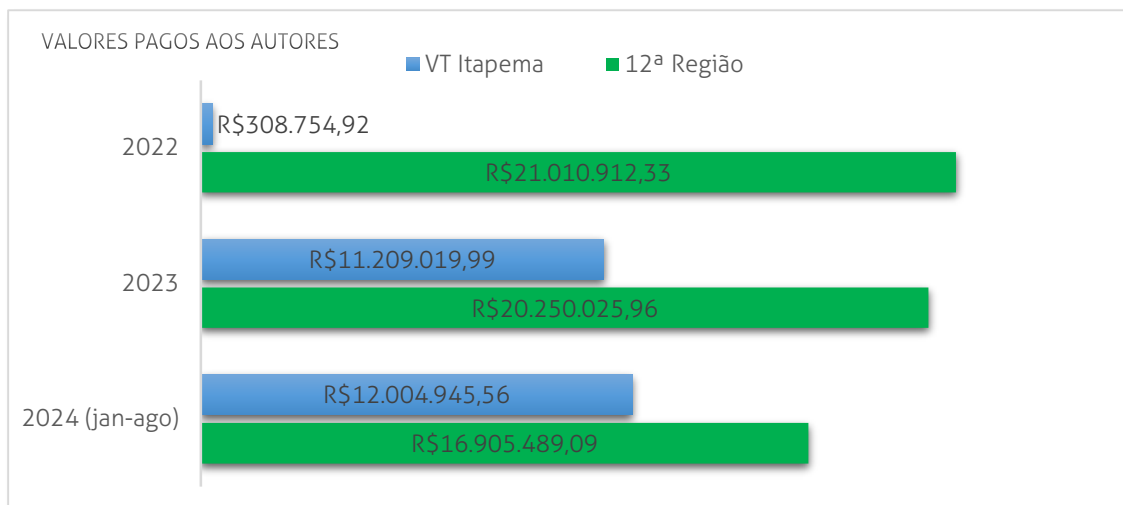 VALORES PAGOS AOS AUTORES
VT Itapema
12ª Região
2022
R$308.754,92
R$21.010.912,33
2023
R$11.209.019,99
R$20.250.025,96
2024 (jan-ago)
R$12.004.945,56
R$16.905.489,09